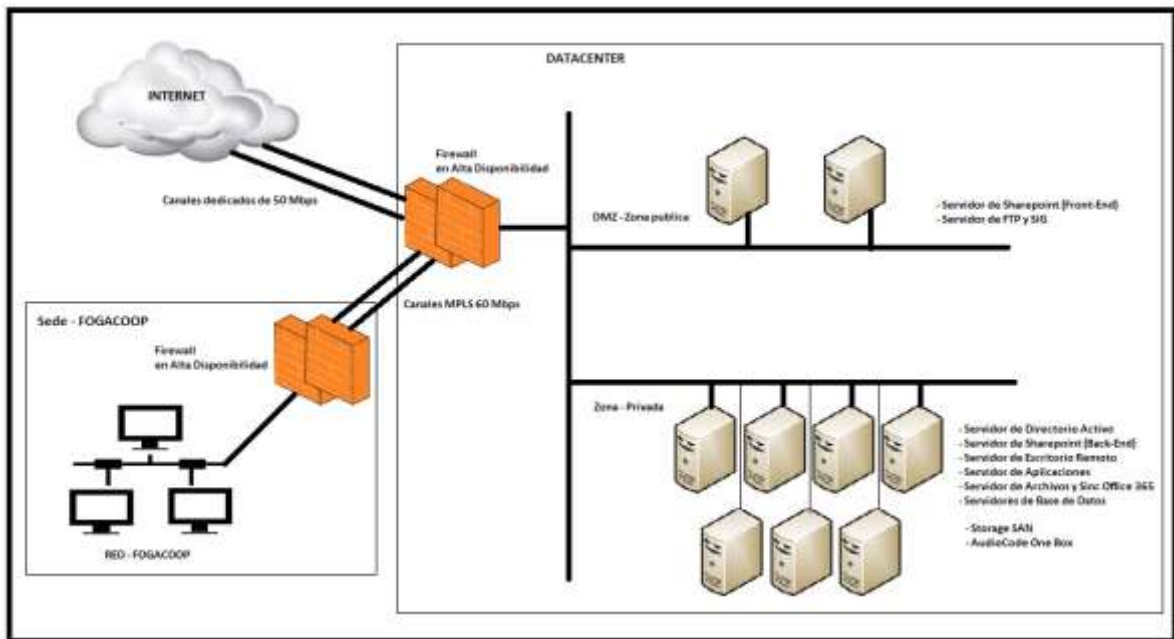 DATACENTER
INTERNET
Firewall
en Alta Disponibilidad
Canales dedicados de 50 Mbps
DMZ - Zona publica
- Servidor de Sharepoint (Front-End)
- Servidor de FTP y SIG
Canales MPLS 60 Mbps
Sede - FOGACOOP
Firewall
en Alta Disponibilidad
Zona - Privada
- Servidor de Directorio Activo
- Servidor de Sharepoint (Back-End)
- Servidor de Escritorio Remoto
- Servidor de Aplicaciones
- Servidor de Archivos y Sinc Office 365
- Servidores de Base de Datos
- Storage SAN
- AudioCode One Box
RED - FOGACOOP